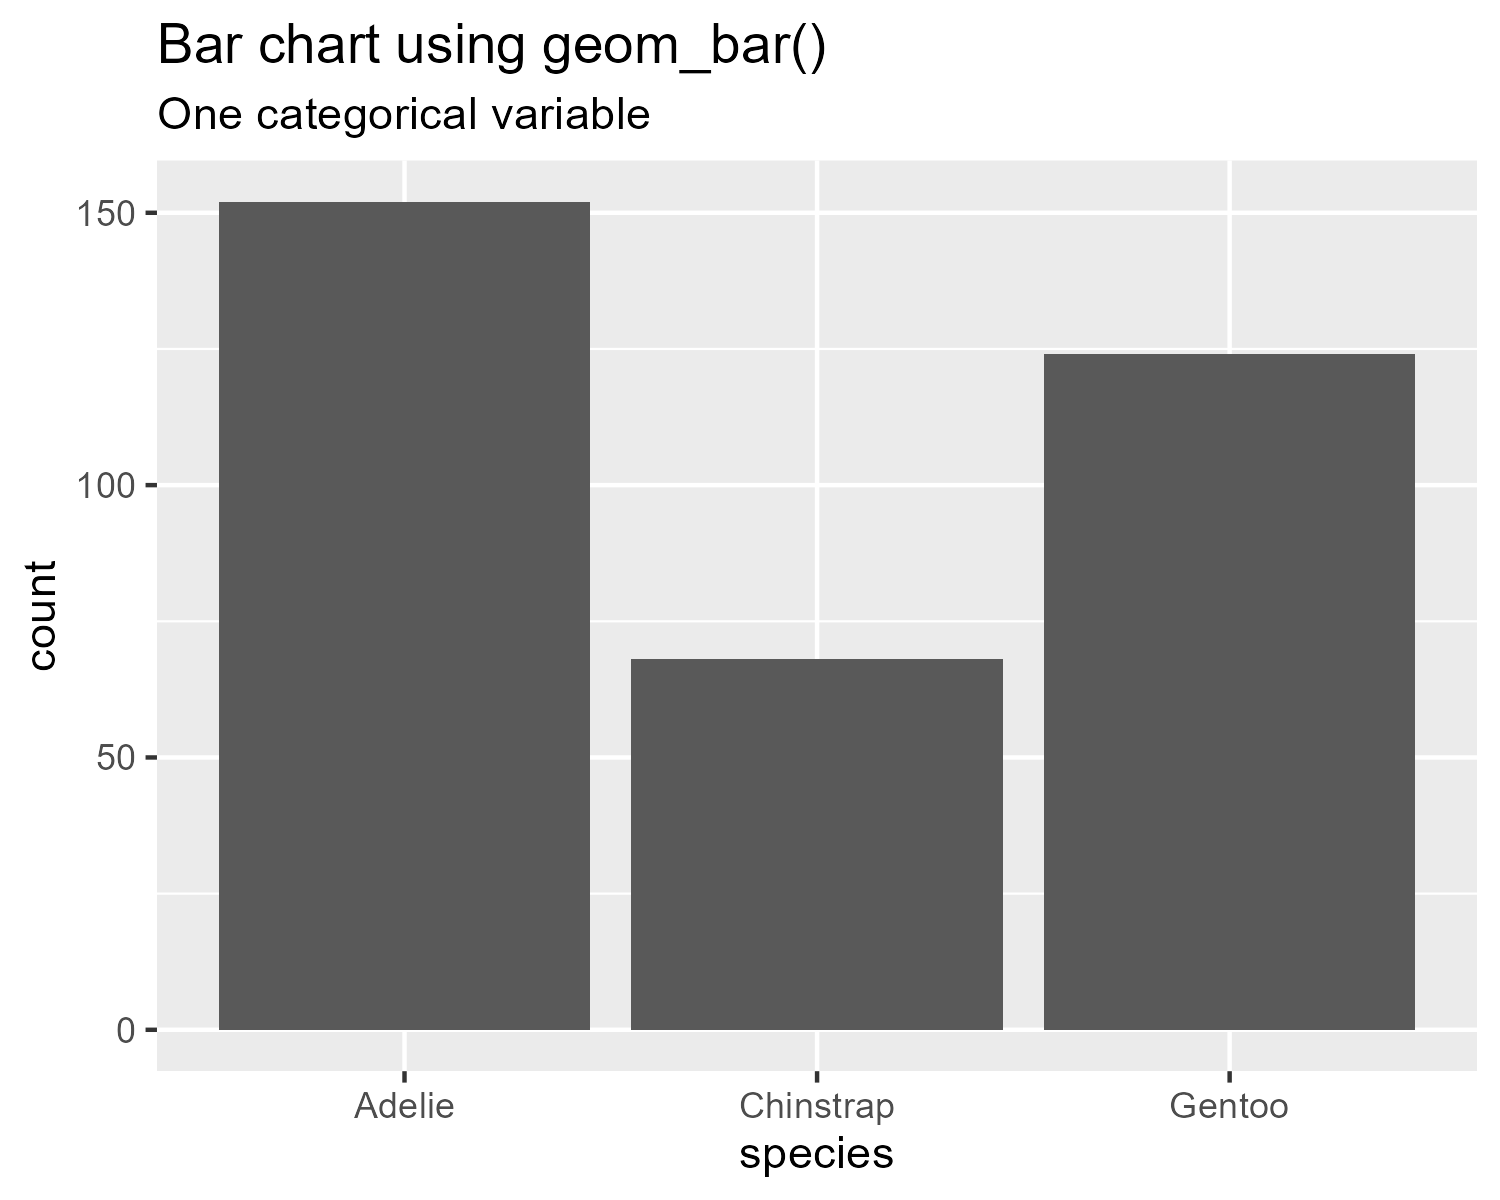 Bar chart using geom_bar()
One categorical variable
150
100
50
0
count
Adelie Chinstrap Gentoo
species